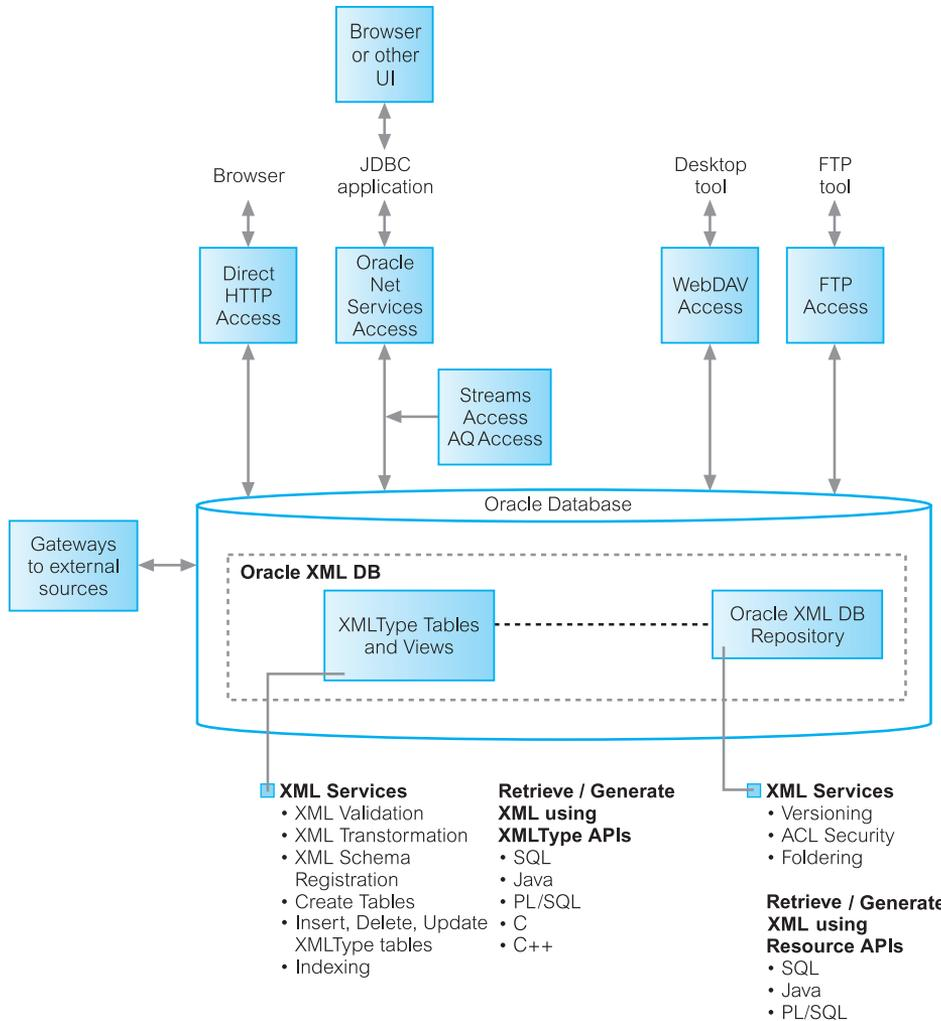 Browser
or other
UI
Browser
JDBC
application
Desktop
tool
FTP
tool
Direct
HTTP
Access
Oracle
Net
Services
Access
WebDAV
Access
FTP
Access
Streams
Access
AQ Access
Oracle Database
Gateways
to external
sources
Oracle XML DB
XMLType Tables
and Views
Oracle XML DB
Repository
XML Services
• XML Validation
• XML Transtormation
• XML Schema
Registration
• Create Tables
• Insert, Delete, Update
XMLType tables
• Indexing
Retrieve / Generate
XML using
XMLType APIs
• SQL
• Java
• PL/SQL
• C
• C++
XML Services
• Versioning
• ACL Security
• Foldering
Retrieve / Generate
XML using
Resource APIs
• SQL
• Java
• PL/SQL